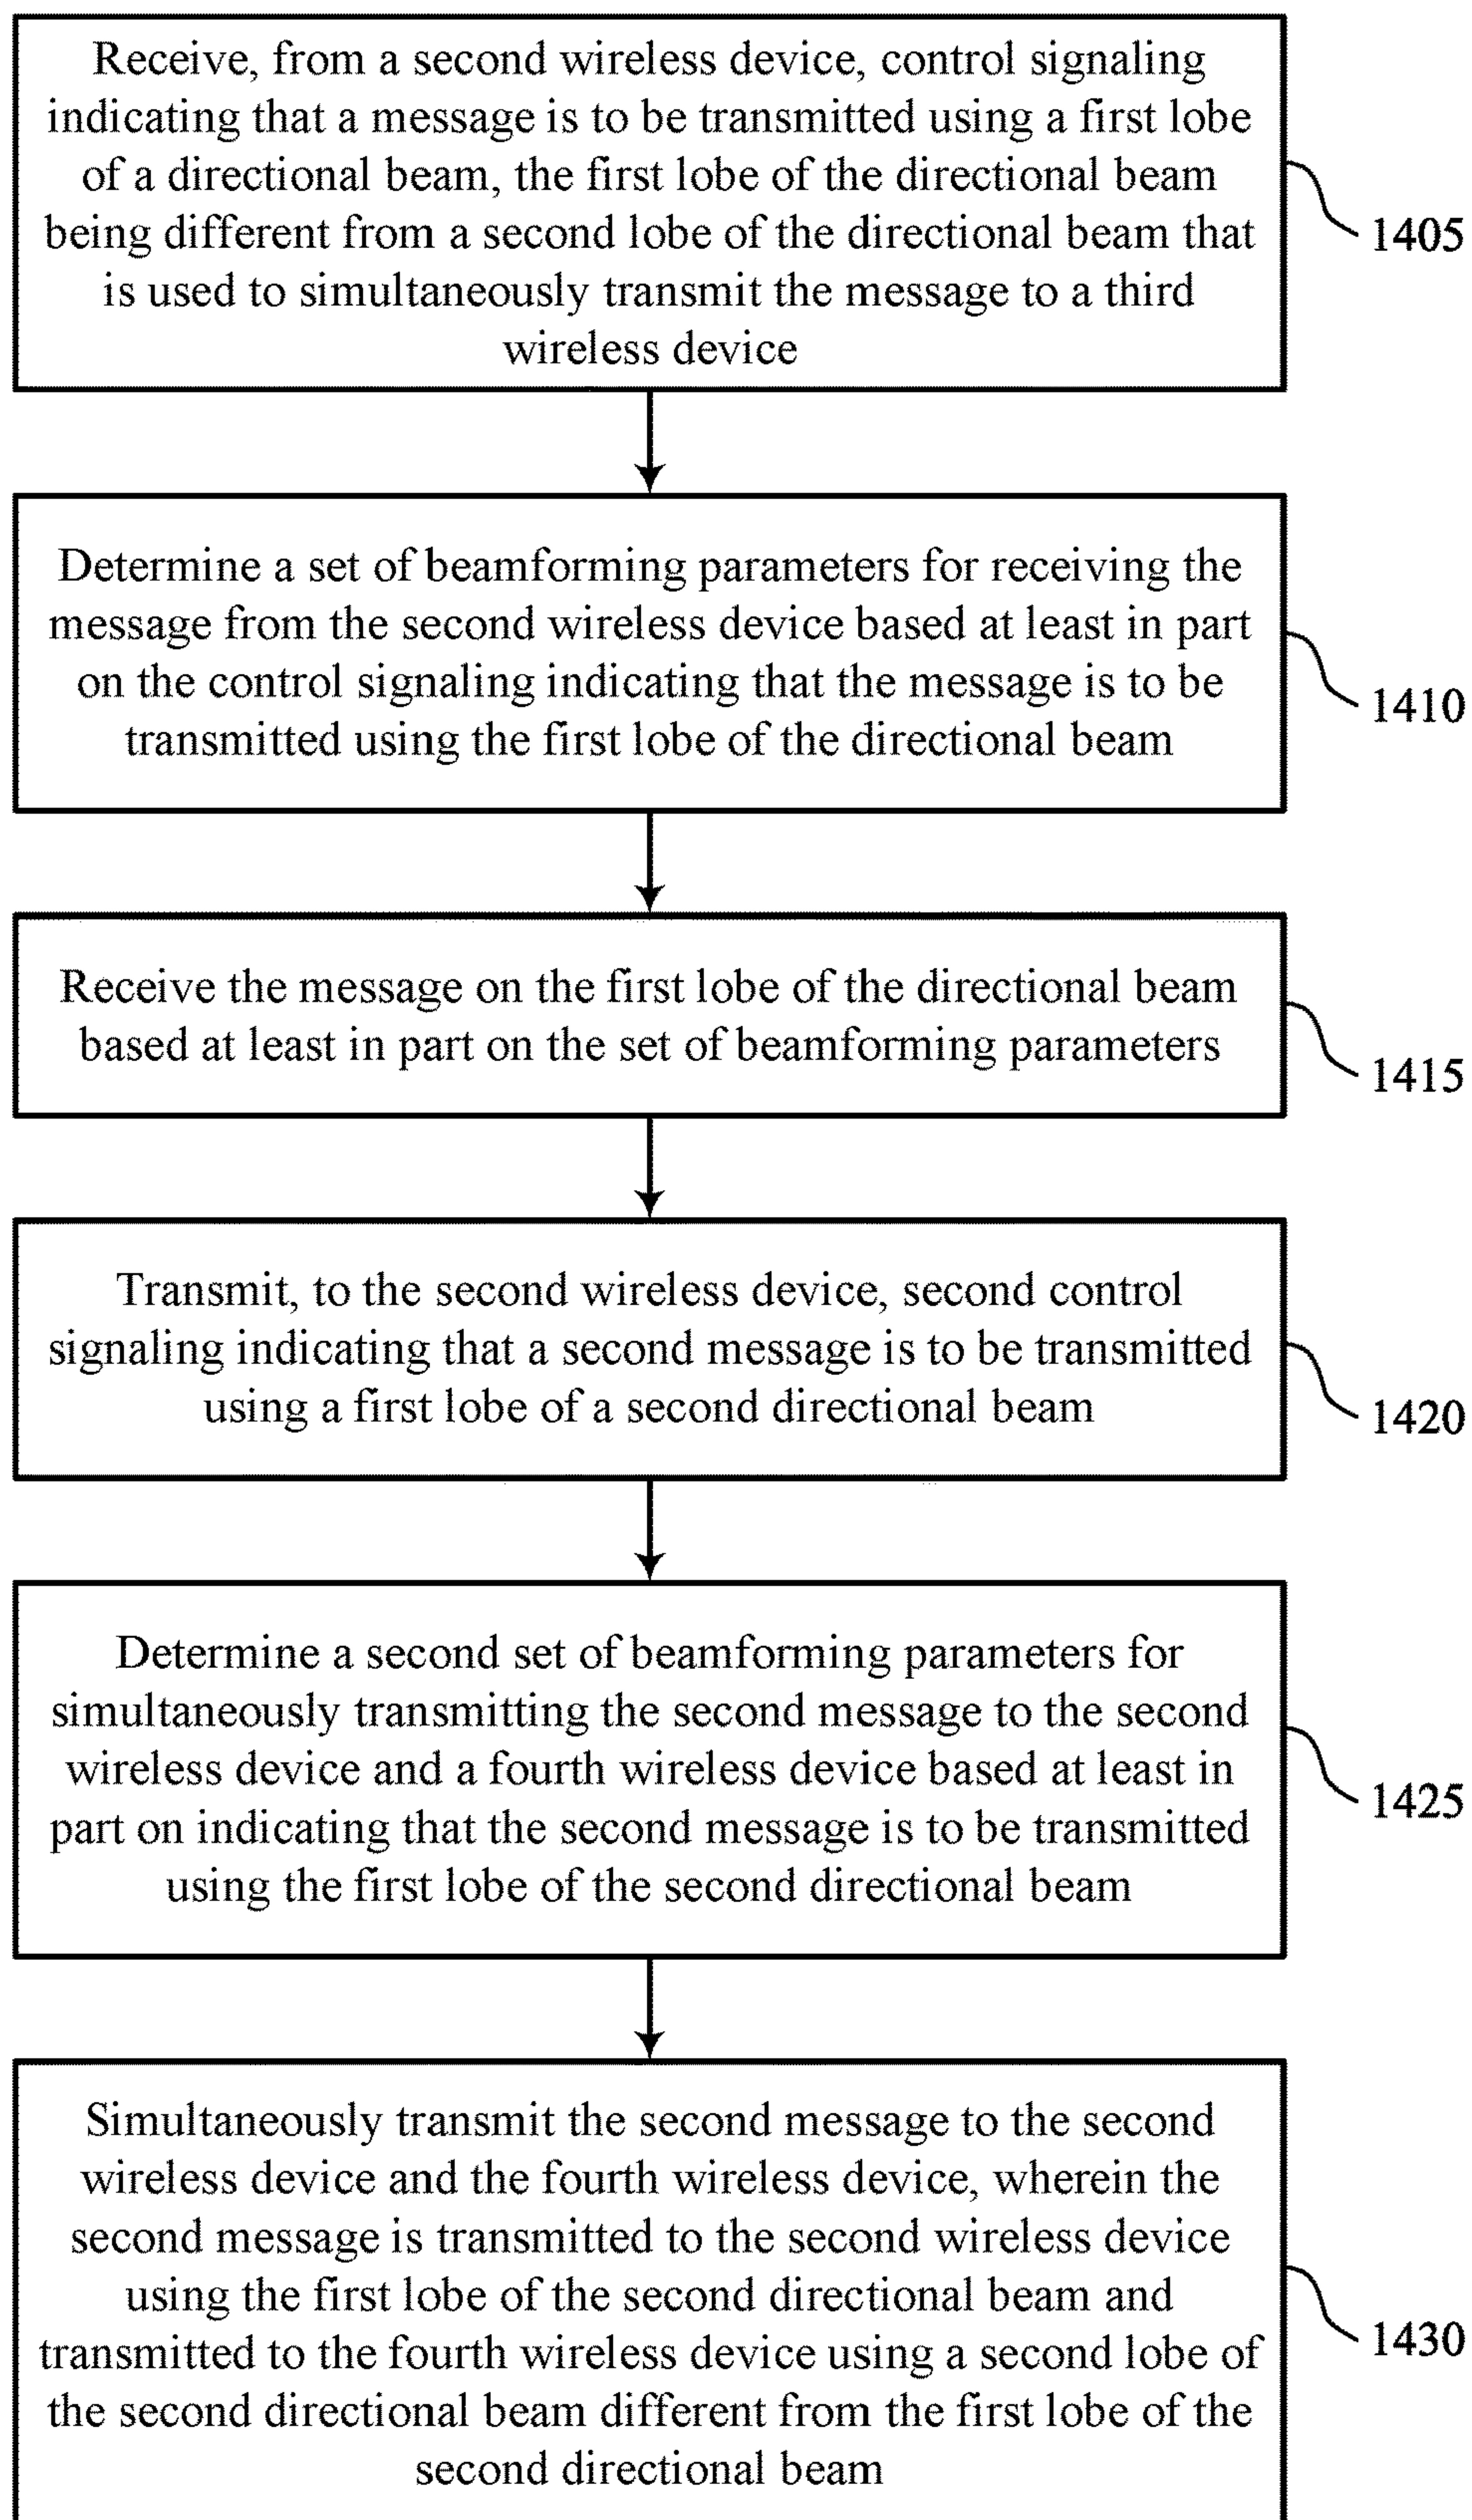 Receive, from a second wireless device, control signaling
indicating that a message is to be transmitted using a first lobe
of a directional beam, the first lobe of the directional beam
being different from a second lobe of the directional beam that
is used to simultaneously transmit the message to a third
wireless device
1405
Determine a set of beamforming parameters for receiving the
message from the second wireless device based at least in part
on the control signaling indicating that the message is to be
transmitted using the first lobe of the directional beam
1410
Receive the message on the first lobe of the directional beam
based at least in part on the set of beamforming parameters
1415
Transmit, to the second wireless device, second control
signaling indicating that a second message is to be transmitted
using a first lobe of a second directional beam
1420
Determine a second set of beamforming parameters for
simultaneously transmitting the second message to the second
wireless device and a fourth wireless device based at least in
part on indicating that the second message is to be transmitted
using the first lobe of the second directional beam
1425
Simultaneously transmit the second message to the second
wireless device and the fourth wireless device, wherein the
second message is transmitted to the second wireless device
using the first lobe of the second directional beam and
transmitted to the fourth wireless device using a second lobe of
the second directional beam different from the first lobe of the
second directional beam
1430